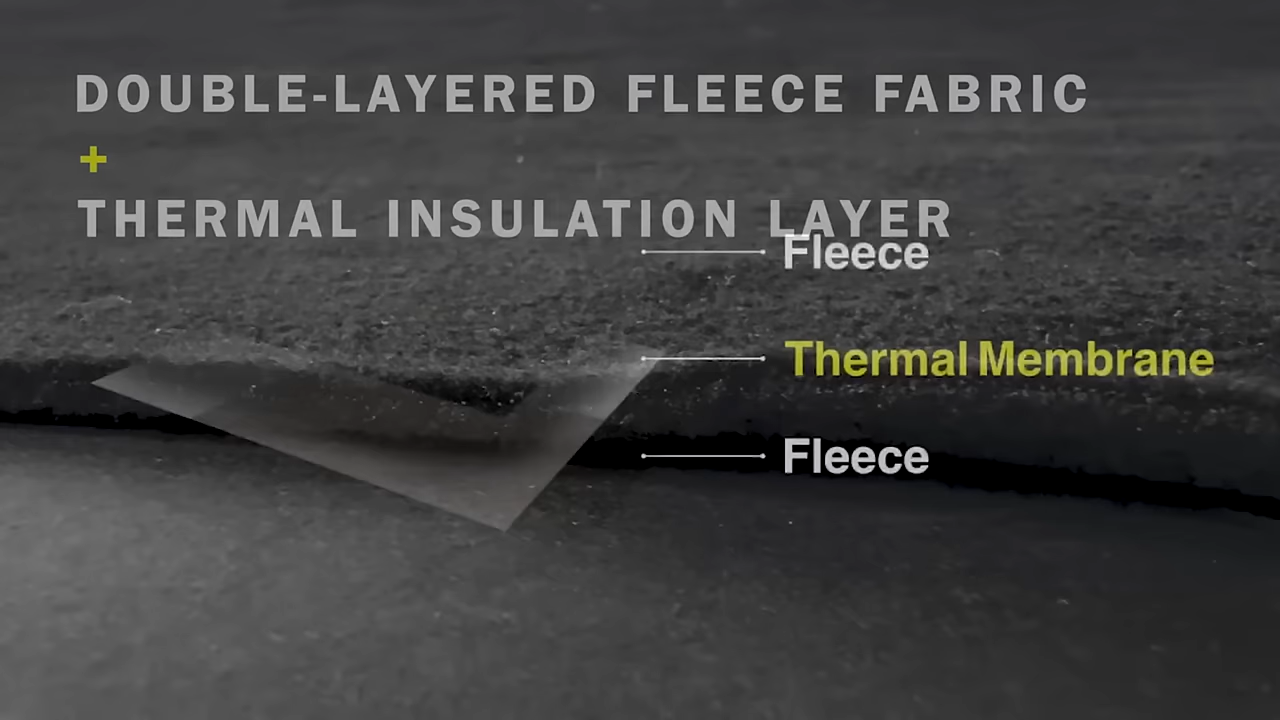 DOUBLE-LAYERED FLEECE FABRIC
+
THERMAL INSULATION LAYER
Fleece
Thermal Membrane
Fleece